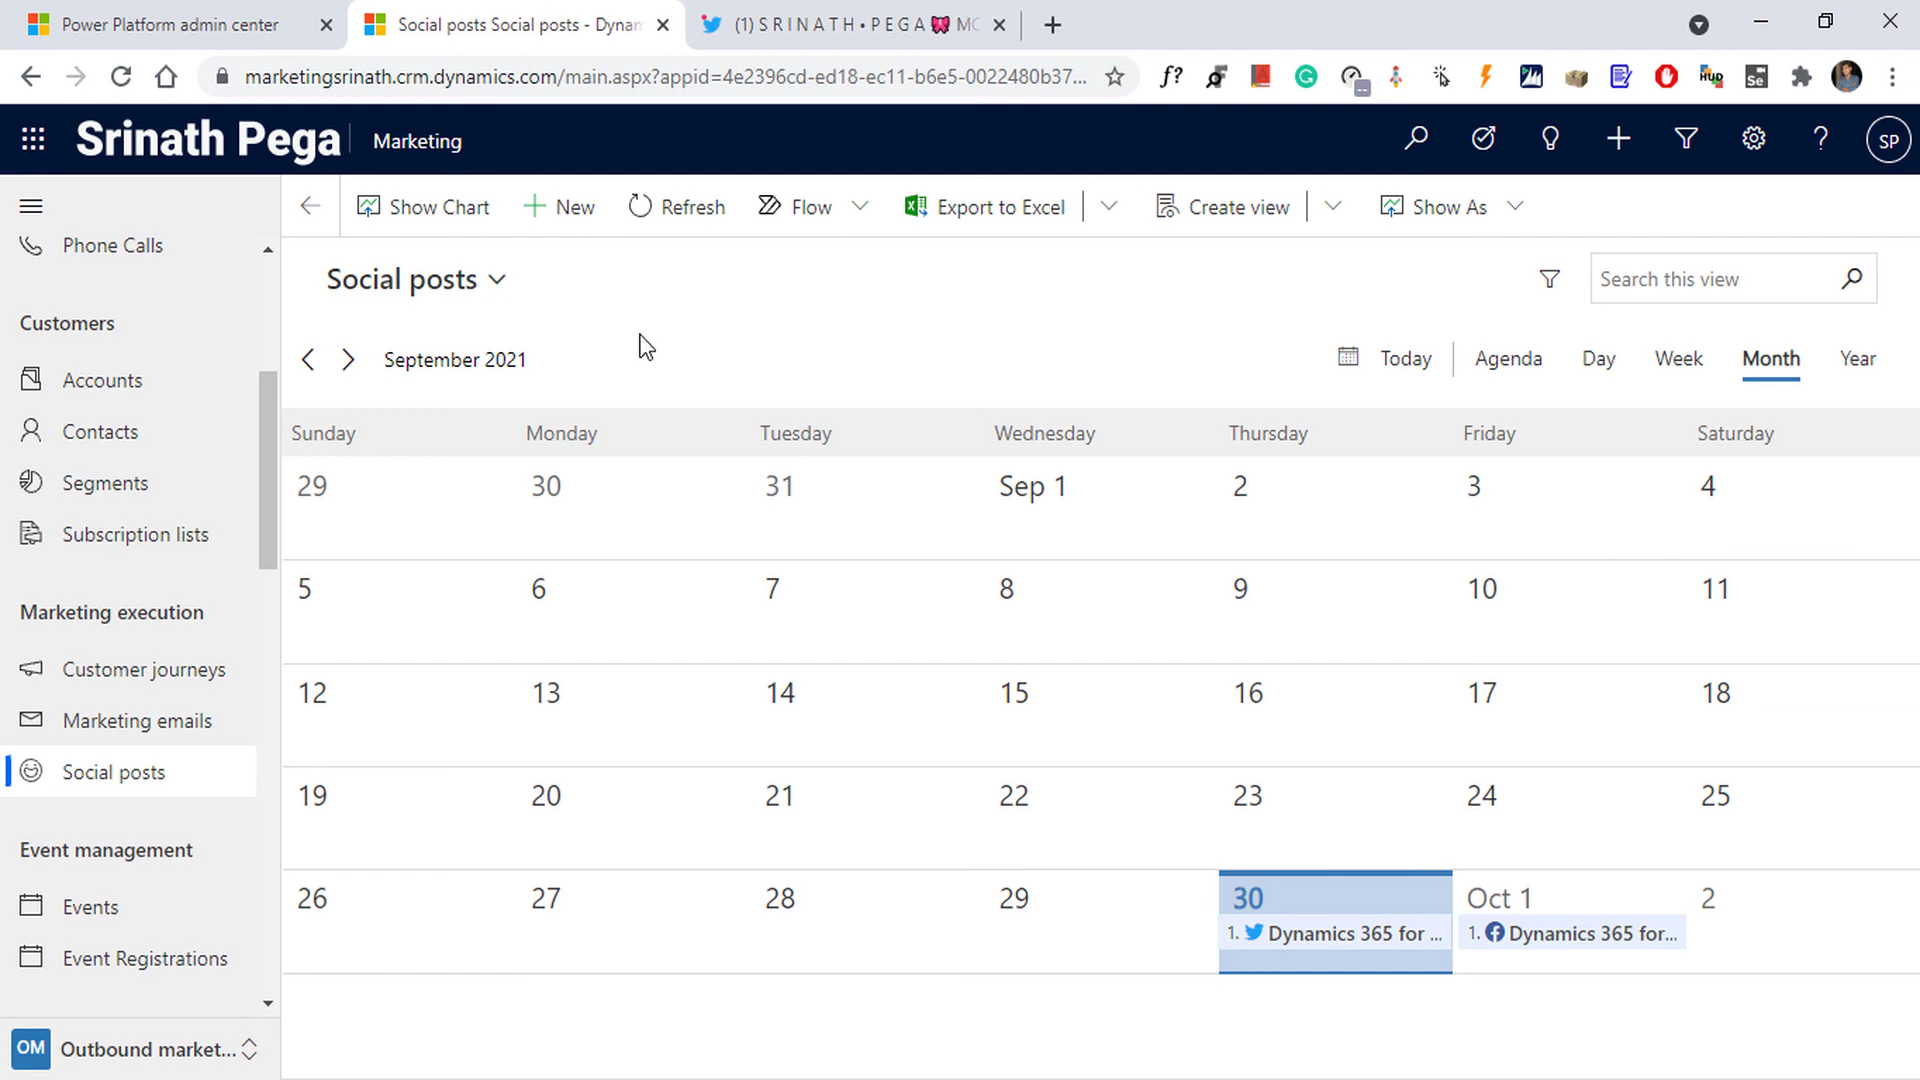 Power Platform admin center
Social posts Social posts - Dynam
(1) S R I N A T H • P E G A 🎀 MC
marketingsrinath.crm.dynamics.com/main.aspx?appid=4e2396cd-ed18-ec11-b6e5-0022480b37...
f?
HUD
Se
Srinath Pega
Marketing
SP
Show Chart
New
Refresh
Flow
Export to Excel
Create view
Show As
Phone Calls
Customers
Accounts
Contacts
Segments
Subscription lists
Marketing execution
Customer journeys
Marketing emails
Social posts
Event management
Events
Event Registrations
OM
Outbound market...
Social posts
Search this view
September 2021
Today
Agenda
Day
Week
Month
Year
Sunday Monday Tuesday Wednesday Thursday Friday Saturday
29 30 31 Sep 1 2 3 4
5 6 7 8 9 10 11
12 13 14 15 16 17 18
19 20 21 22 23 24 25
26 27 28 29 30 Oct 1 2
1. Dynamics 365 for ...
1. Dynamics 365 for...